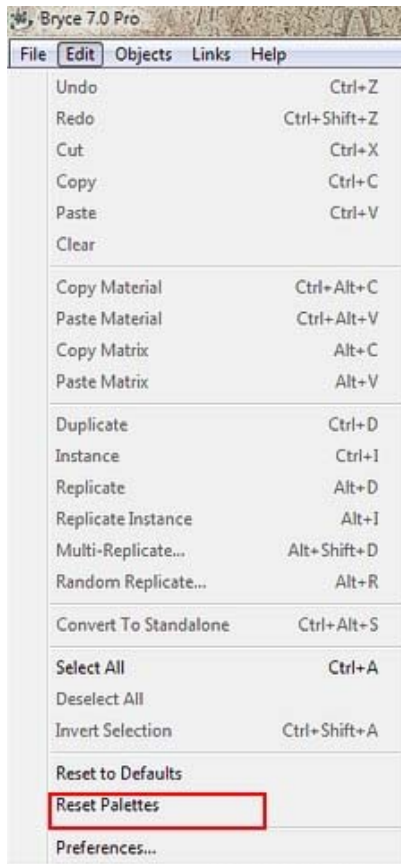 Bryce 7.0 Pro
File Edit Objects Links Help
Undo Ctrl+Z
Redo Ctrl+Shift+Z
Cut Ctrl+X
Copy Ctrl+C
Paste Ctrl+V
Clear
Copy Material Ctrl+Alt+C
Paste Material Ctrl+Alt+V
Copy Matrix Alt+C
Paste Matrix Alt+V
Duplicate Ctrl+D
Instance Ctrl+I
Replicate Alt+D
Replicate Instance Alt+I
Multi-Replicate... Alt+Shift+D
Random Replicate... Alt+R
Convert To Standalone Ctrl+Alt+S
Select All Ctrl+A
Deselect All
Invert Selection Ctrl+Shift+A
Reset to Defaults
Reset Palettes
Preferences...